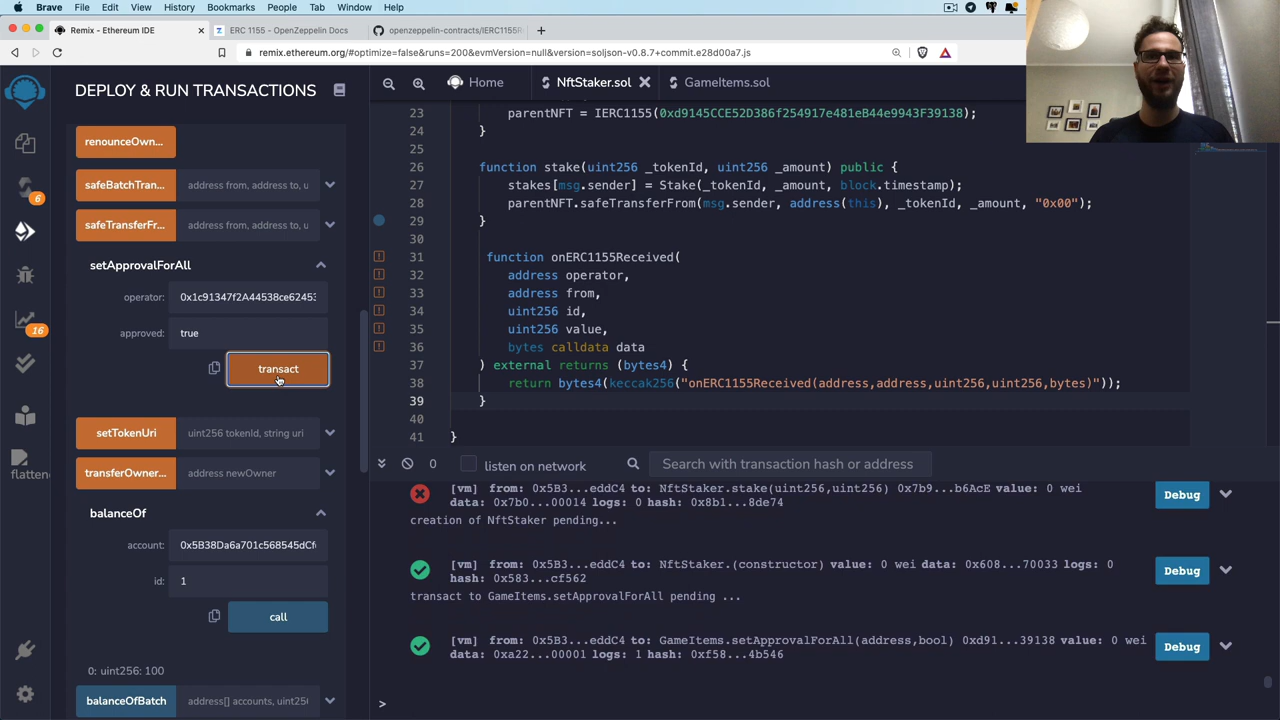 Brave File Edit View History Bookmarks People Tab Window Help
Remix - Ethereum IDE
ERC 1155 - OpenZeppelin Docs
openzeppelin-contracts/IERC1155R
remix.ethereum.org/#optimize=false&runs=200&evmVersion=null&version=soljson-v0.8.7+commit.e28d00a7.js
DEPLOY & RUN TRANSACTIONS
renounceOwn...
safeBatchTran...
address from, address to, u
safeTransferFr...
address from, address to, u
setApprovalForAll
operator:
0x1c91347f2A44538ce62453
approved:
true
transact
setTokenUri
uint256 tokenId, string uri
transferOwner...
address newOwner
balanceOf
account:
0x5B38Da6a701c568545dCf
id:
1
call
0: uint256: 100
balanceOfBatch
address[] accounts, uint25
6
16
flatten
Home
NftStaker.sol
GameItems.sol
23 parentNFT = IERC1155(0xd9145CCE52D386f254917e481eB44e9943F39138);
24 }
25
26 function stake(uint256 _tokenId, uint256 _amount) public {
27 stakes[msg.sender] = Stake(_tokenId, _amount, block.timestamp);
28 parentNFT.safeTransferFrom(msg.sender, address(this), _tokenId, _amount, "0x00");
29 }
30
31 function onERC1155Received(
32 address operator,
33 address from,
34 uint256 id,
35 uint256 value,
36 bytes calldata data
37 ) external returns (bytes4) {
38 return bytes4(keccak256("onERC1155Received(address,address,uint256,uint256,bytes)"));
39 }
40
41 }
0
listen on network
Search with transaction hash or address
[vm] from: 0x5B3...eddC4 to: NftStaker.stake(uint256,uint256) 0x7b9...b6AcE value: 0 wei
data: 0x7b0...00014 logs: 0 hash: 0x8b1...8de74
Debug
creation of NftStaker pending...
[vm] from: 0x5B3...eddC4 to: NftStaker.(constructor) value: 0 wei data: 0x608...70033 logs: 0
hash: 0x583...cf562
Debug
transact to GameItems.setApprovalForAll pending ...
[vm] from: 0x5B3...eddC4 to: GameItems.setApprovalForAll(address,bool) 0xd91...39138 value: 0 wei
data: 0xa22...00001 logs: 1 hash: 0xf58...4b546
Debug
>